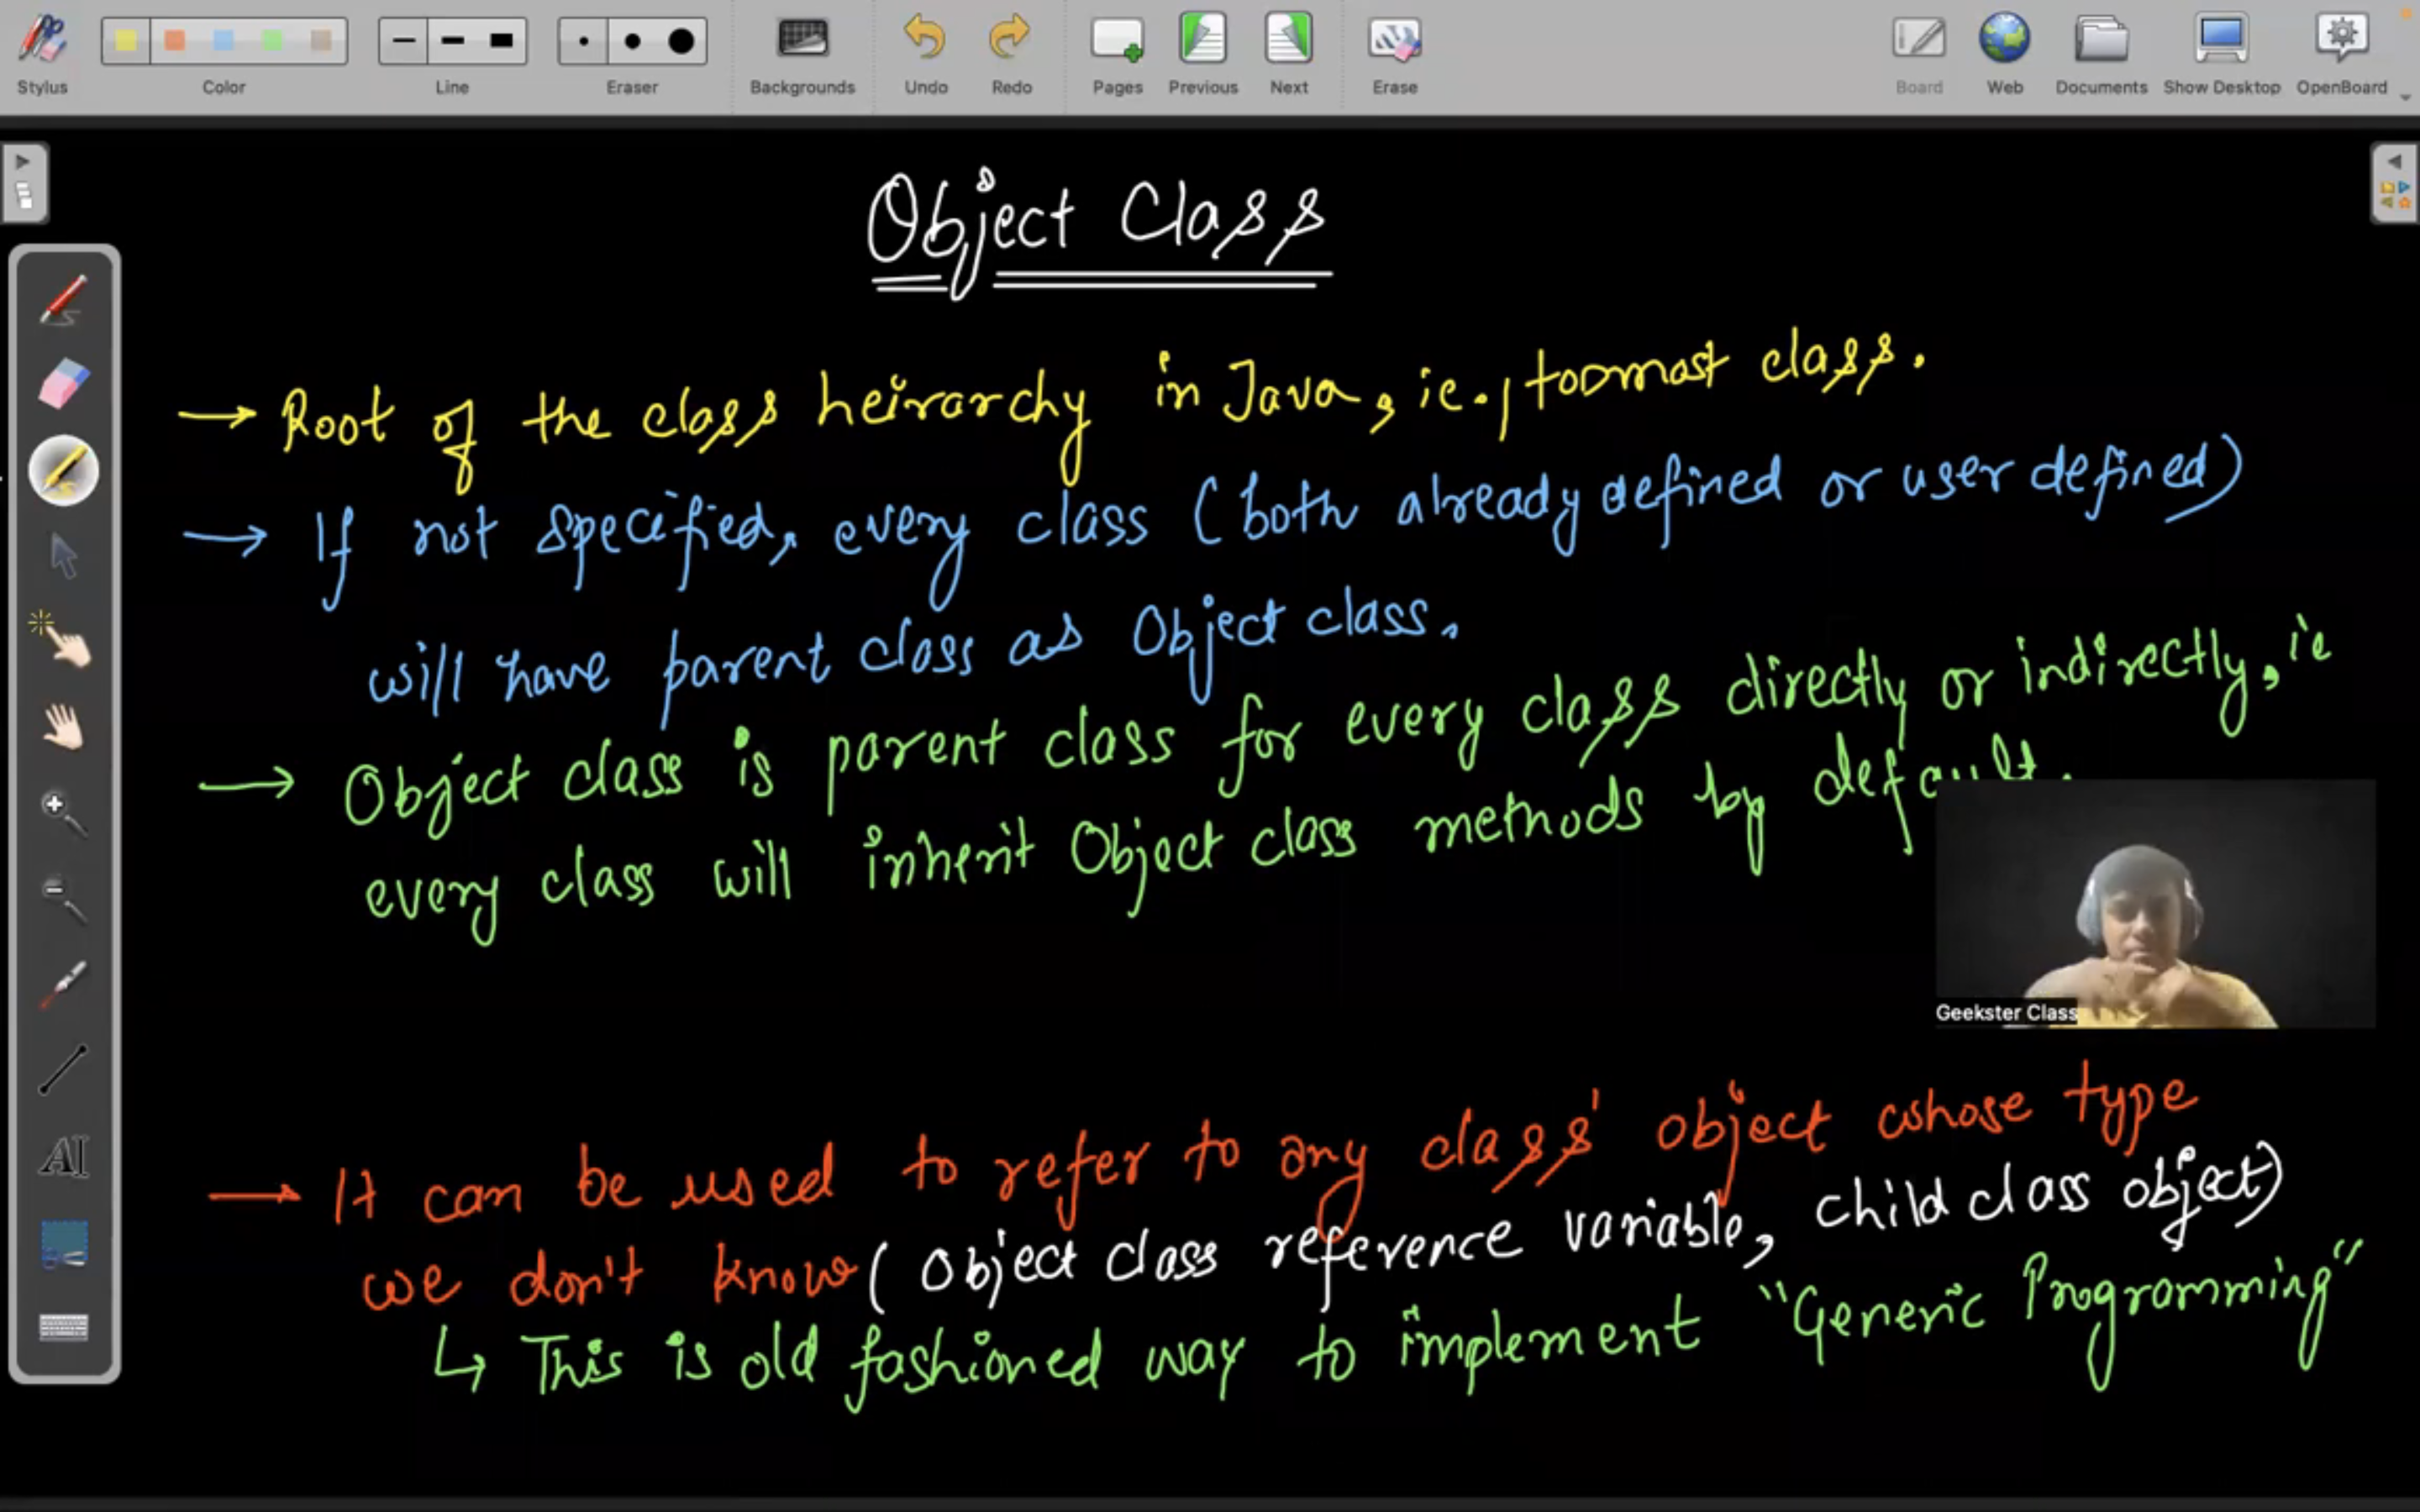 Stylus Color Line Eraser Backgrounds Undo Redo Pages Previous Next Erase Board Web Documents Show Desktop OpenBoard
Object Class
→ Root of the class heirarchy in Java, ie., topmost class.
→ If not specified, every class (both already defined or user defined)
will have parent class as Object class.
→ Object class is parent class for every class directly or indirectly, ie
every class will inherit Object class methods by default.
Geekster Class
→ It can be used to refer to any class' object whose type
we don't know ( Object class reference variable, child class object)
↳ This is old fashioned way to implement "Generic Programming"
AI